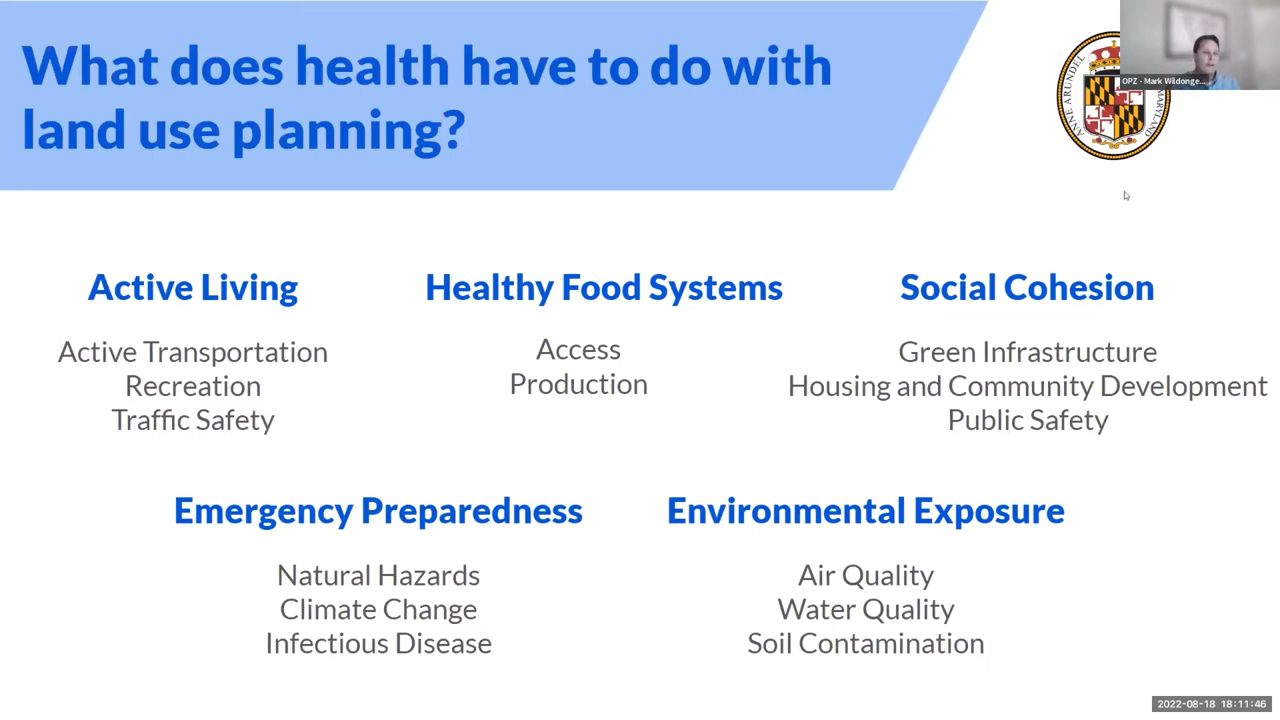 What does health have to do with
land use planning?
ANNE ARUNDEL
MARYLAND
OPZ - Mark Wildonge...
Active Living
Active Transportation
Recreation
Traffic Safety
Healthy Food Systems
Access
Production
Social Cohesion
Green Infrastructure
Housing and Community Development
Public Safety
Emergency Preparedness
Natural Hazards
Climate Change
Infectious Disease
Environmental Exposure
Air Quality
Water Quality
Soil Contamination
2022-08-18 18:11:46